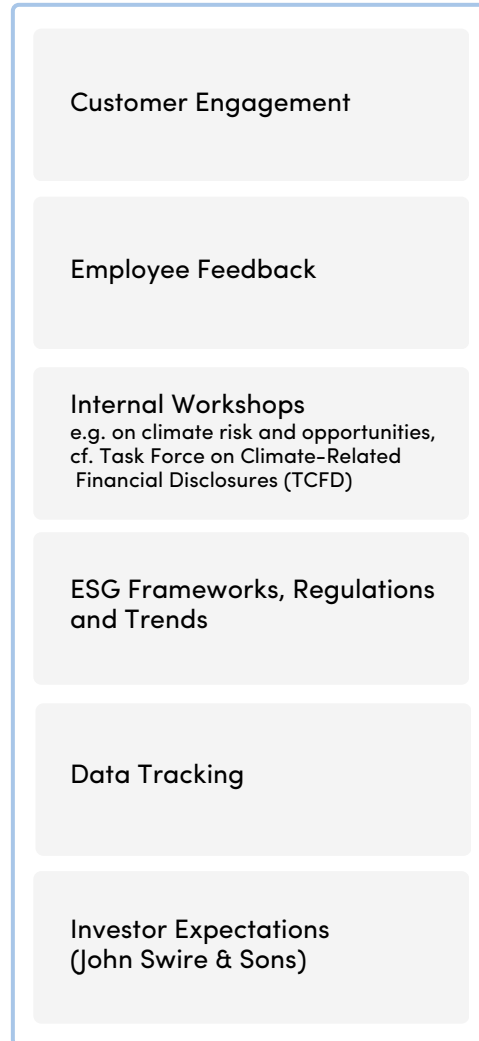 Customer Engagement
Employee Feedback
Internal Workshops
e.g. on climate risk and opportunities,
cf. Task Force on Climate-Related
Financial Disclosures (TCFD)
ESG Frameworks, Regulations
and Trends
Data Tracking
Investor Expectations
(John Swire & Sons)